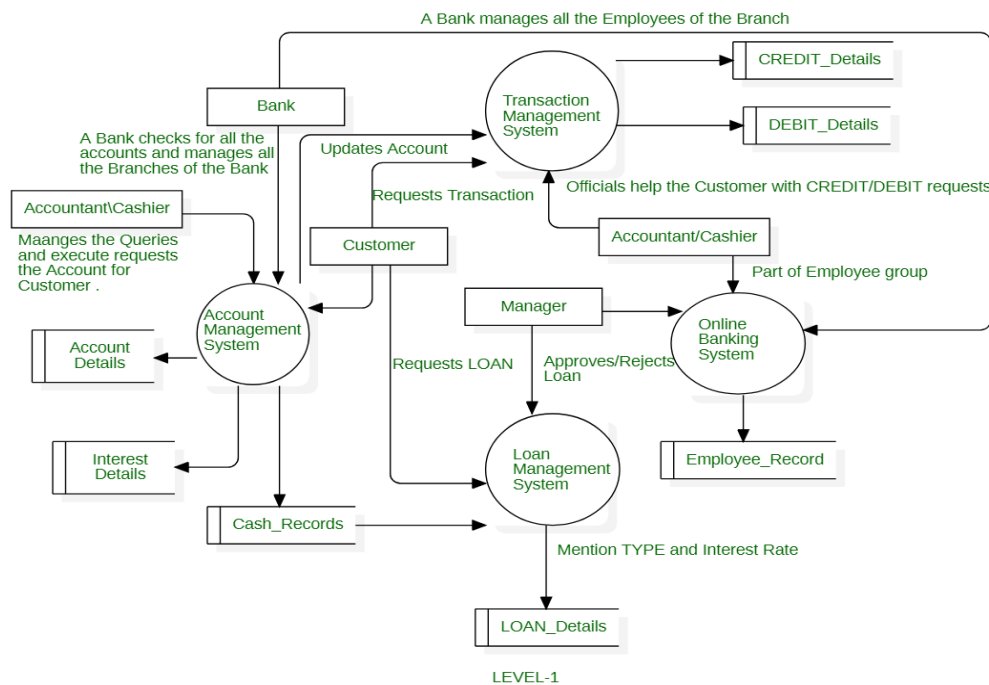 A Bank manages all the Employees of the Branch
CREDIT_Details
Bank
Transaction
Management
System
DEBIT_Details
A Bank checks for all the
accounts and manages all
the Branches of the Bank
Updates Account
Requests Transaction
Officials help the Customer with CREDIT/DEBIT requests
Accountant\Cashier
Maanges the Queries
and execute requests
the Account for
Customer .
Customer
Accountant/Cashier
Part of Employee group
Manager
Account
Management
System
Online
Banking
System
Account
Details
Requests LOAN
Approves/Rejects
Loan
Interest
Details
Loan
Management
System
Employee_Record
Cash_Records
Mention TYPE and Interest Rate
LOAN_Details
LEVEL-1